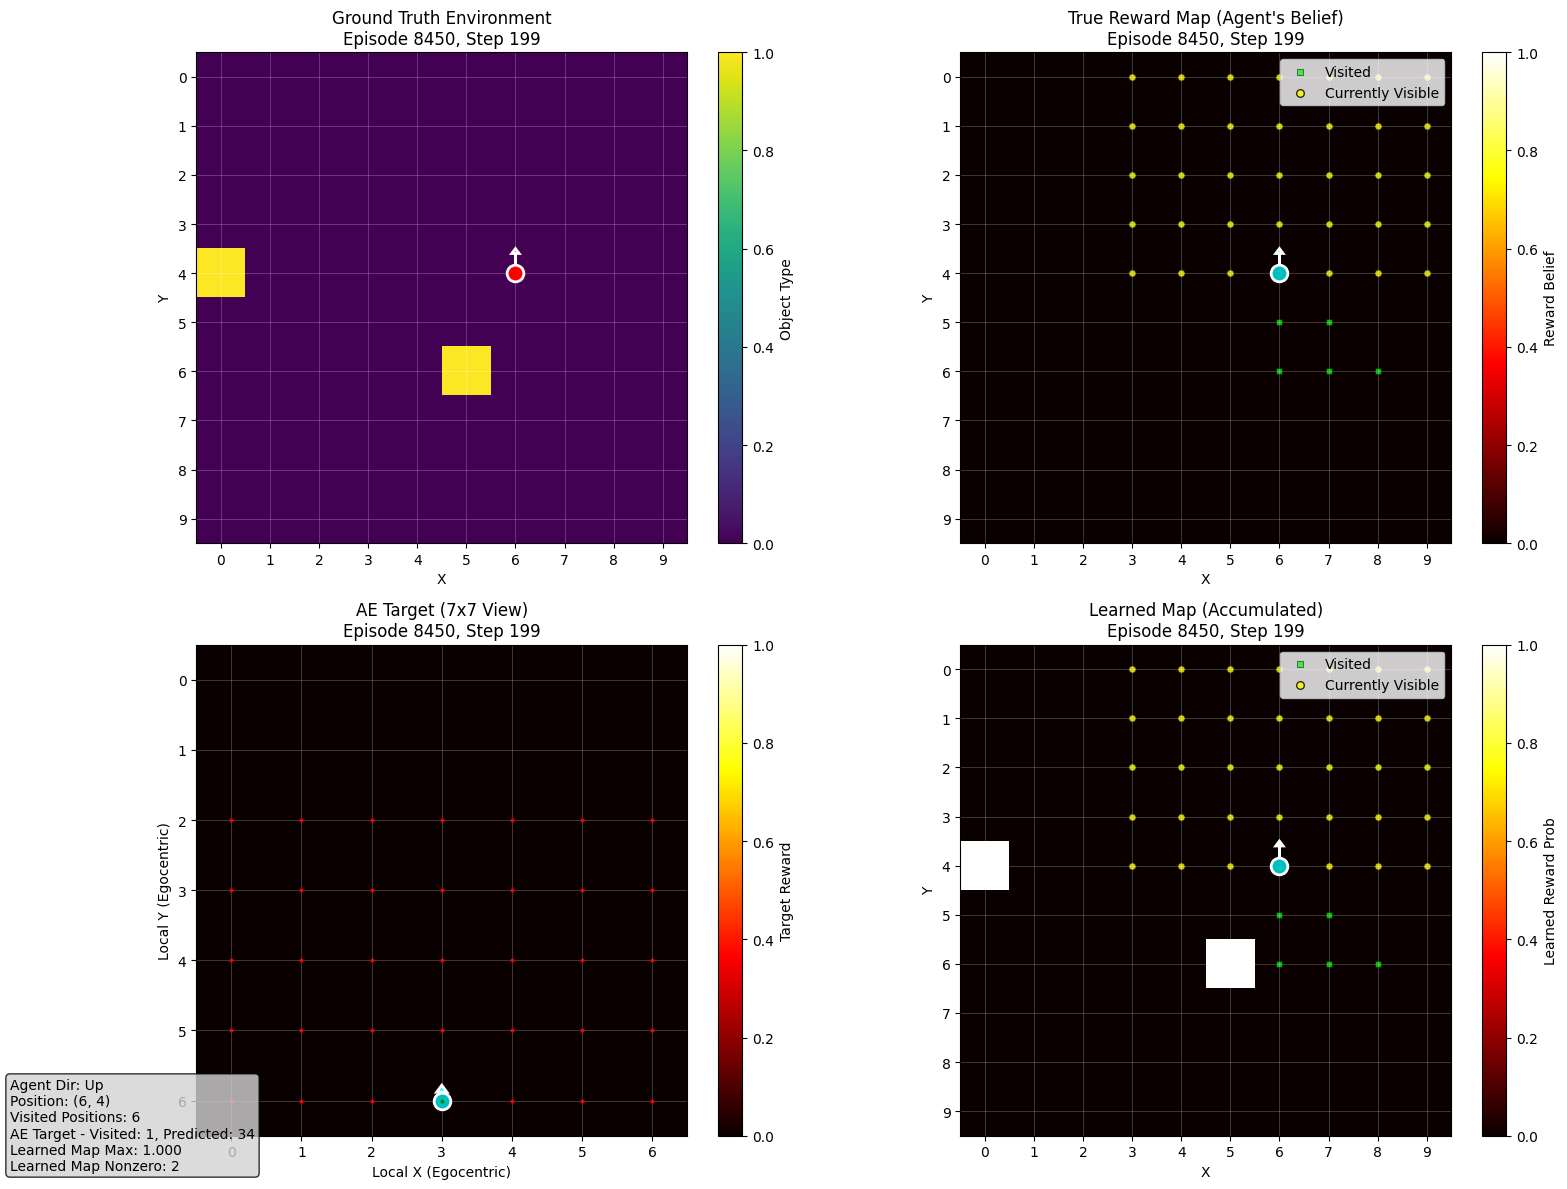 Ground Truth Environment
Episode 8450, Step 199
0
1
2
3
4
5
6
7
8
9
Y
0 1 2 3 4 5 6 7 8 9
X
1.0
0.8
0.6
0.4
0.2
0.0
Object Type
True Reward Map (Agent's Belief)
Episode 8450, Step 199
Visited
Currently Visible
0
1
2
3
4
5
6
7
8
9
Y
0 1 2 3 4 5 6 7 8 9
X
1.0
0.8
0.6
0.4
0.2
0.0
Reward Belief
AE Target (7x7 View)
Episode 8450, Step 199
0
1
2
3
4
5
6
Local Y (Egocentric)
0 1 2 3 4 5 6
Local X (Egocentric)
1.0
0.8
0.6
0.4
0.2
0.0
Target Reward
Agent Dir: Up
Position: (6, 4)
Visited Positions: 6
AE Target - Visited: 1, Predicted: 34
Learned Map Max: 1.000
Learned Map Nonzero: 2
Learned Map (Accumulated)
Episode 8450, Step 199
Visited
Currently Visible
0
1
2
3
4
5
6
7
8
9
Y
0 1 2 3 4 5 6 7 8 9
X
1.0
0.8
0.6
0.4
0.2
0.0
Learned Reward Prob